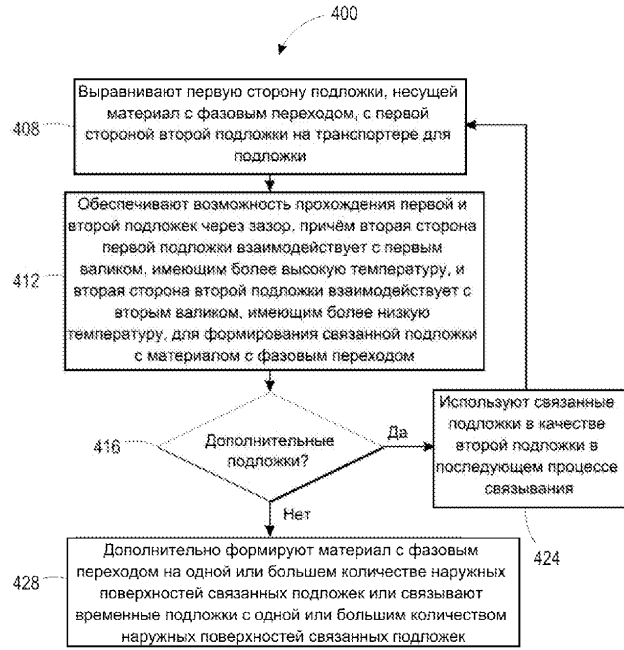 400
Выравнивают первую сторону подложки, несущей
материал с фазовым переходом, с первой
стороной второй подложки на транспортере для
подложки
408
Обеспечивают возможность прохождения первой и
второй подложек через зазор, причём вторая сторона
первой подложки взаимодействует с первым
валиком, имеющим более высокую температуру, и
вторая сторона второй подложки взаимодействует с
вторым валиком, имеющим более низкую
температуру, для формирования связанной подложки
с материалом с фазовым переходом
412
Дополнительные
подложки?
416
Да
Используют связанные
подложки в качестве
второй подложки в
последующем процессе
связывания
424
Нет
Дополнительно формируют материал с фазовым
переходом на одной или большем количестве наружных
поверхностей связанных подложек или связывают
временные подложки с одной или большим количеством
наружных поверхностей связанных подложек
428